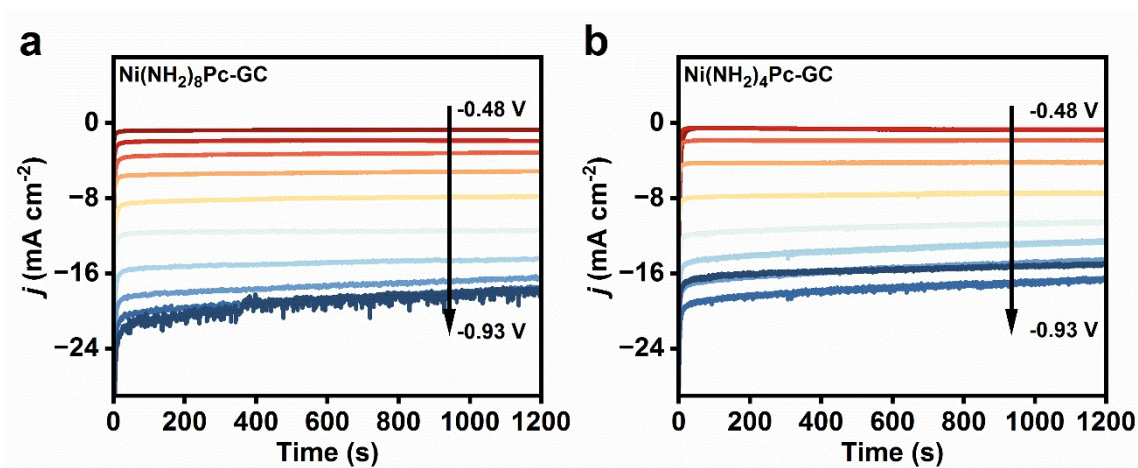 a
Ni(NH₂)₈Pc-GC
-0.48 V
0
−8
−16
−24
j (mA cm⁻²)
-0.93 V
0 200 400 600 800 1000 1200
Time (s)
b
Ni(NH₂)₄Pc-GC
-0.48 V
0
−8
−16
−24
j (mA cm⁻²)
-0.93 V
0 200 400 600 800 1000 1200
Time (s)